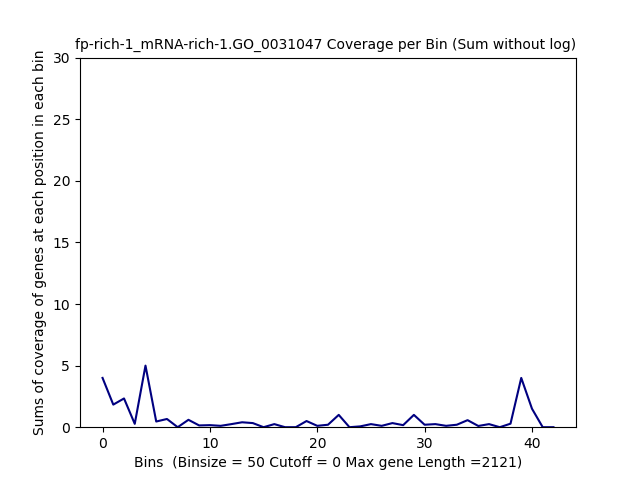 fp-rich-1_mRNA-rich-1.GO_0031047 Coverage per Bin (Sum without log)
Sums of coverage of genes at each position in each bin
30
25
20
15
10
5
0
0 10 20 30 40
Bins  (Binsize = 50 Cutoff = 0 Max gene Length =2121)